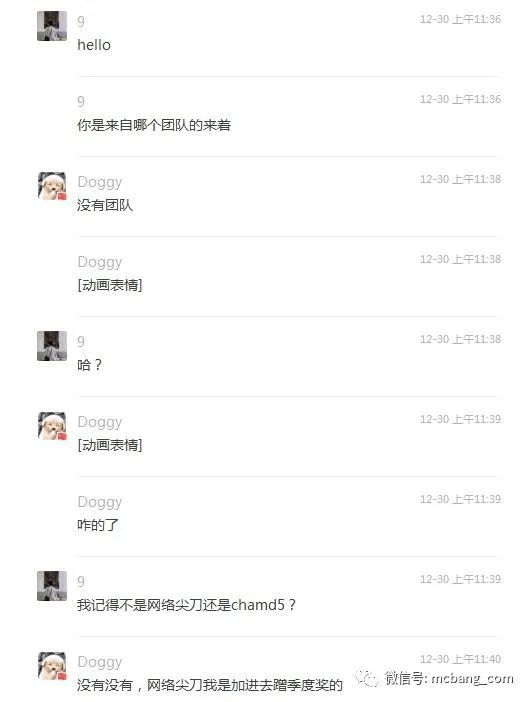 9
12-30 上午11:36
hello
9
12-30 上午11:36
你是来自哪个团队的来着
Doggy
12-30 上午11:38
没有团队
Doggy
12-30 上午11:38
[动画表情]
9
12-30 上午11:38
哈？
Doggy
12-30 上午11:39
[动画表情]
Doggy
12-30 上午11:39
咋的了
9
12-30 上午11:39
我记得不是网络尖刀还是chamd5？
Doggy
12-30 上午11:40
没有没有，网络尖刀我是加进去蹭季度奖的
微信号: mcbang_com